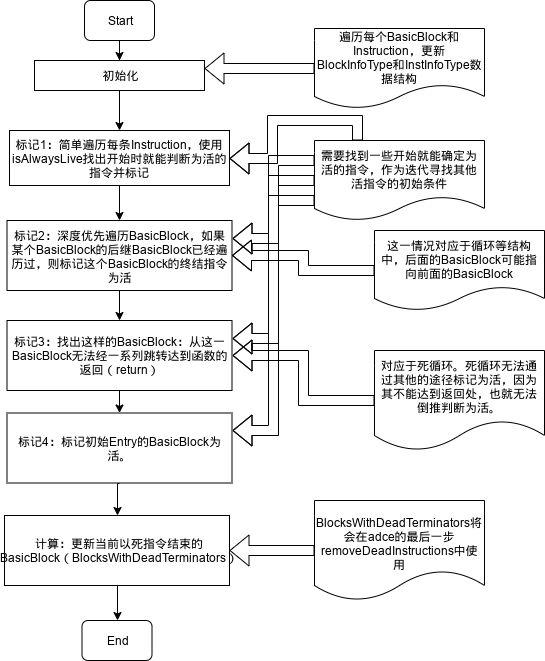 Start
初始化
遍历每个BasicBlock和
Instruction，更新
BlockInfoType和InstInfoType数
据结构
标记1：简单遍历每条Instruction，使用
isAlwaysLive找出开始时就能判断为活的
指令并标记
需要找到一些开始就能确定为
活的指令，作为迭代寻找其他
活指令的初始条件
标记2：深度优先遍历BasicBlock，如果
某个BasicBlock的后继BasicBlock已经遍
历过，则标记这个BasicBlock的终结指令
为活
这一情况对应于循环等结构
中，后面的BasicBlock可能指
向前面的BasicBlock
标记3：找出这样的BasicBlock：从这一
BasicBlock无法经一系列跳转达到函数的
返回（return）
对应于死循环。死循环无法通
过其他的途径标记为活，因为
其不能达到返回处，也就无法
倒推判断为活。
标记4：标记初始Entry的BasicBlock为
活。
计算：更新当前以死指令结束的
BasicBlock（BlocksWithDeadTerminators）
BlocksWithDeadTerminators将
会在adce的最后一步
removeDeadInstructions中使
用
End